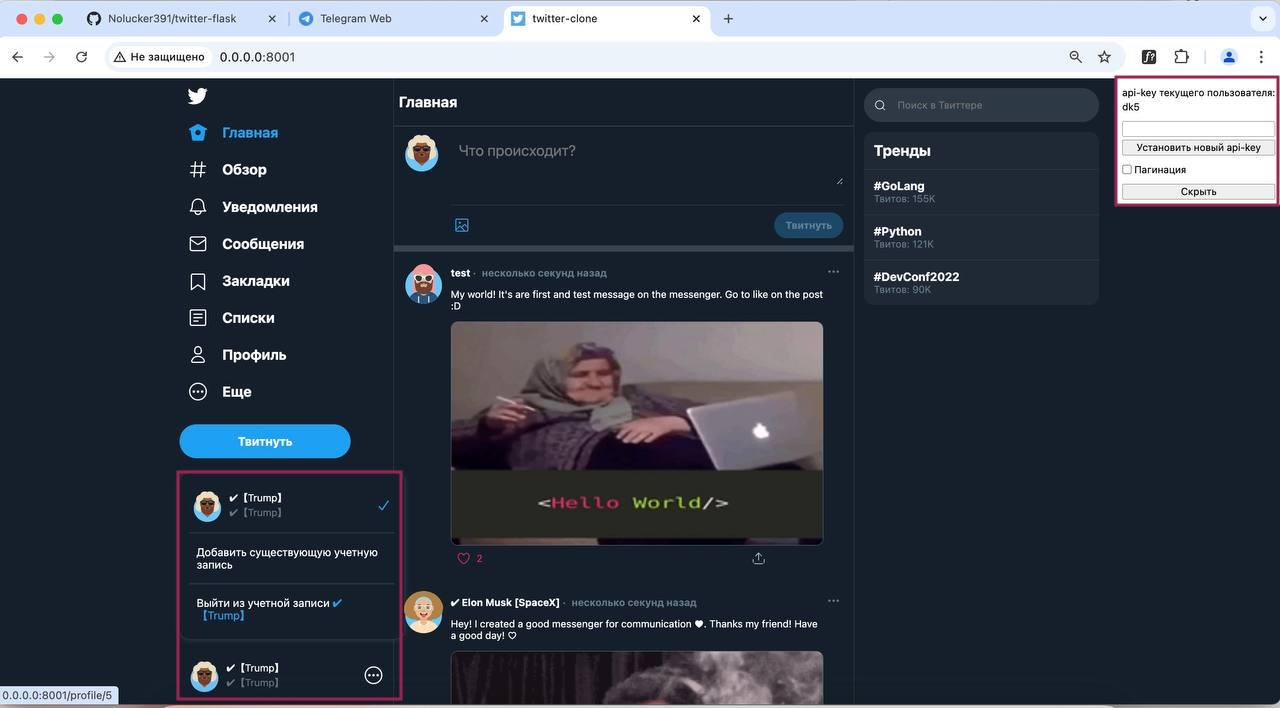 Nolucker391/twitter-flask
Telegram Web
twitter-clone
Не защищено
0.0.0.0:8001
Главная
Обзор
Уведомления
Сообщения
Закладки
Списки
Профиль
Еще
Твитнуть
✔【Trump】
✔【Trump】
Добавить существующую учетную
запись
Выйти из учетной записи ✔
【Trump】
✔【Trump】
✔【Trump】
0.0.0.0:8001/profile/5
Главная
Что происходит?
Твитнуть
test · несколько секунд назад
My world! It's are first and test message on the messenger. Go to like on the post
:D
<Hello World/>
2
✔ Elon Musk [SpaceX] · несколько секунд назад
Hey! I created a good messenger for communication ♥. Thanks my friend! Have
a good day! ♡
Поиск в Твиттере
Тренды
#GoLang
Твитов: 155K
#Python
Твитов: 121K
#DevConf2022
Твитов: 90K
api-key текущего пользователя:
dk5
Установить новый api-key
Пагинация
Скрыть